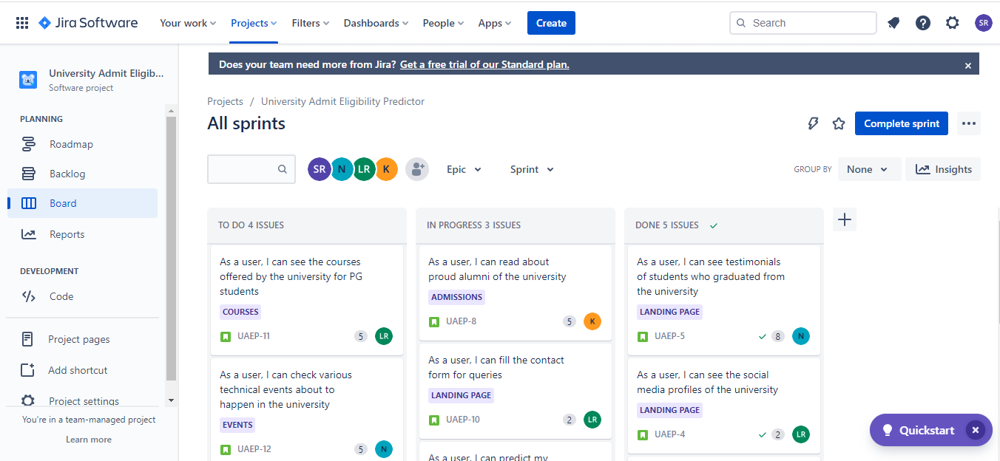 Jira Software
Your work
Projects
Filters
Dashboards
People
Apps
Create
Search
SR
Does your team need more from Jira? Get a free trial of our Standard plan.
University Admit Eligib...
Software project
PLANNING
Roadmap
Backlog
Board
Reports
DEVELOPMENT
Code
Project pages
Add shortcut
Project settings
You're in a team-managed project
Learn more
Projects / University Admit Eligibility Predictor
All sprints
Complete sprint
SR N LR K
Epic
Sprint
GROUP BY None
Insights
TO DO 4 ISSUES
As a user, I can see the courses
offered by the university for PG
students
COURSES
UAEP-11 5 LR
As a user, I can check various
technical events about to
happen in the university
EVENTS
UAEP-12 5 N
IN PROGRESS 3 ISSUES
As a user, I can read about
proud alumni of the university
ADMISSIONS
UAEP-8 5 K
As a user, I can fill the contact
form for queries
LANDING PAGE
UAEP-10 2 LR
As a user, I can predict my
DONE 5 ISSUES
As a user, I can see testimonials
of students who graduated from
the university
LANDING PAGE
UAEP-5 8 N
As a user, I can see the social
media profiles of the university
LANDING PAGE
UAEP-4 2 LR
Quickstart